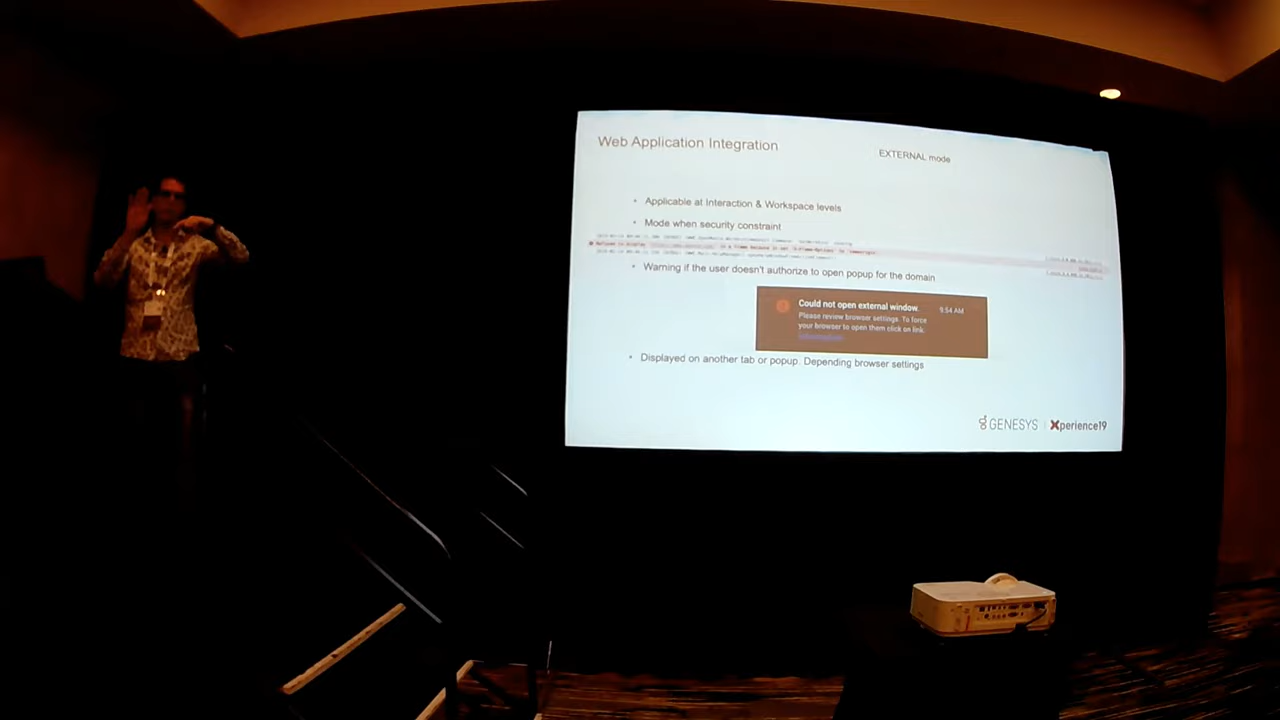 Web Application Integration
EXTERNAL mode
• Applicable at Interaction & Workspace levels
• Mode when security constraint
• Warning if the user doesn't authorize to open popup for the domain
Could not open external window.
9:54 AM
Please review browser settings. To force
your browser to open them click on link.
• Displayed on another tab or popup. Depending browser settings
GENESYS Xperience19